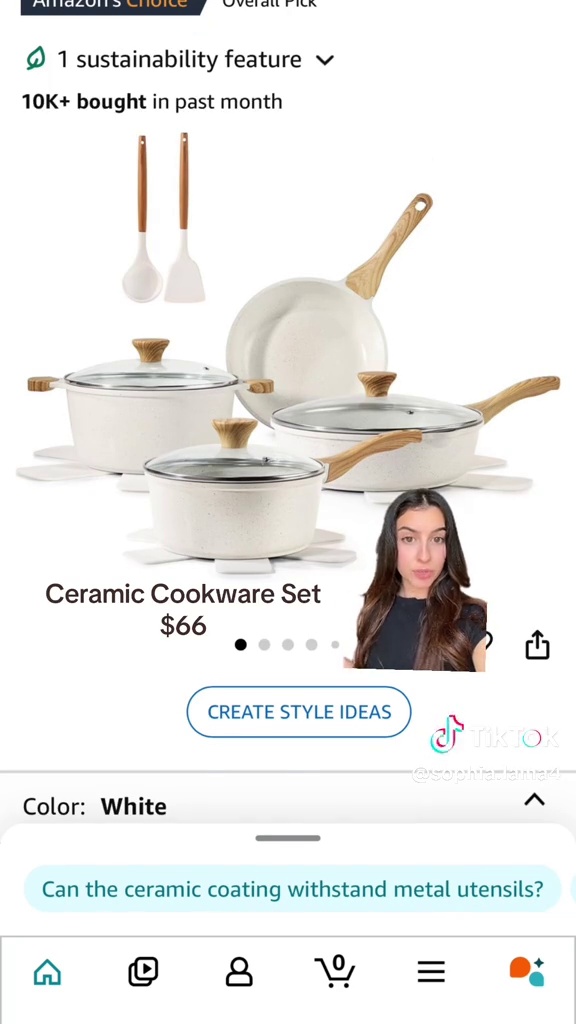 Amazon's Choice Overall Pick
1 sustainability feature
10K+ bought in past month
Ceramic Cookware Set
$66
CREATE STYLE IDEAS
TikTok
@sophia.lama4
Color: White
Can the ceramic coating withstand metal utensils?
0